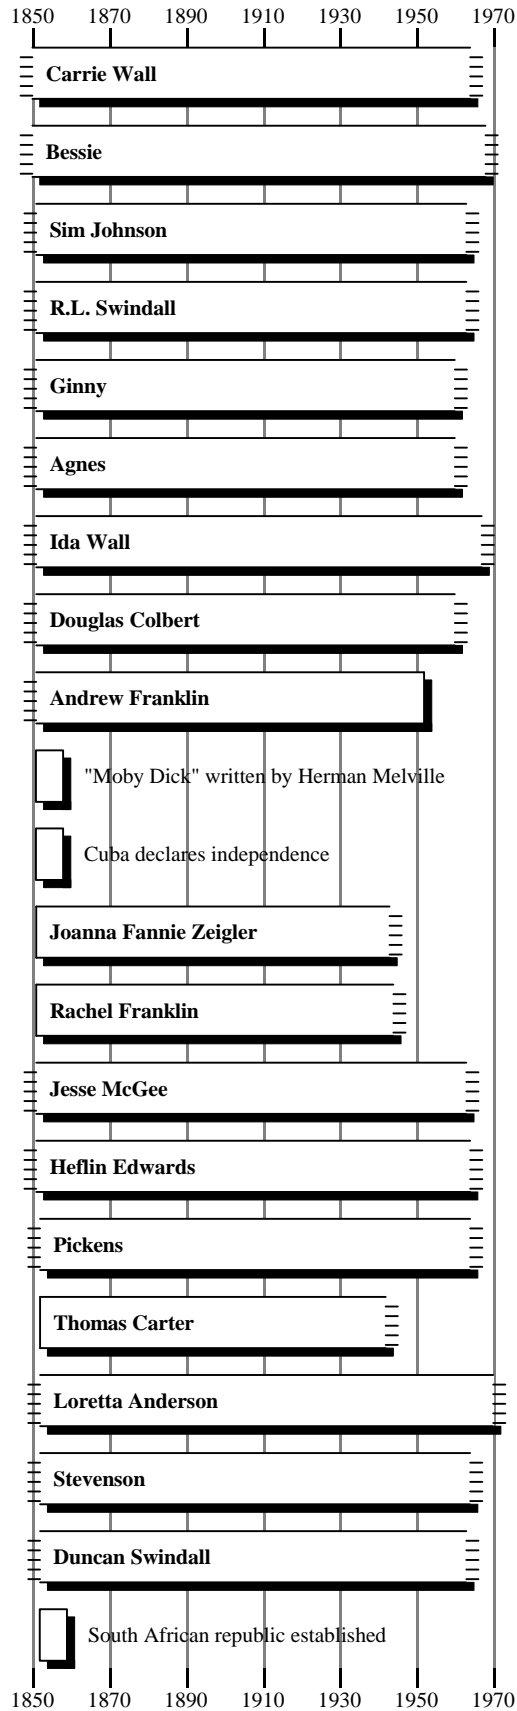 1850 1870 1890 1910 1930 1950 1970
Carrie Wall
Bessie
Sim Johnson
R.L. Swindall
Ginny
Agnes
Ida Wall
Douglas Colbert
Andrew Franklin
"Moby Dick" written by Herman Melville
Cuba declares independence
Joanna Fannie Zeigler
Rachel Franklin
Jesse McGee
Heflin Edwards
Pickens
Thomas Carter
Loretta Anderson
Stevenson
Duncan Swindall
South African republic established
1850 1870 1890 1910 1930 1950 1970